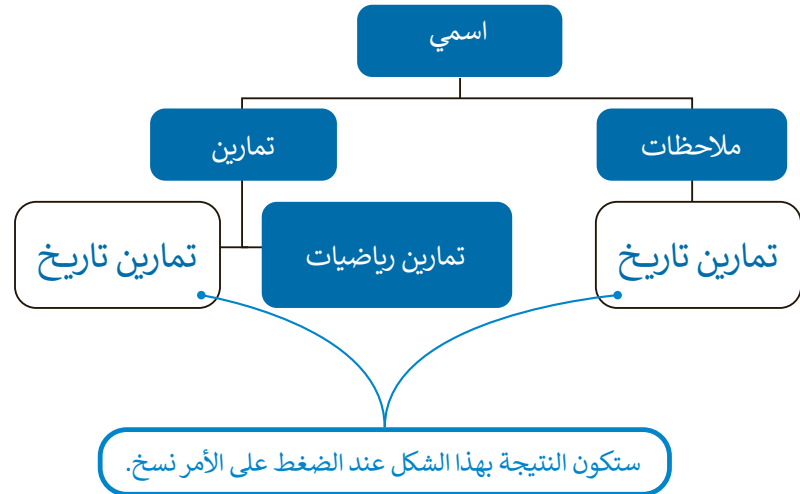 اسمي
ملاحظات
تمارين
تمارين تاريخ
تمارين رياضيات
تمارين تاريخ
ستكون النتيجة بهذا الشكل عند الضغط على الأمر نسخ.